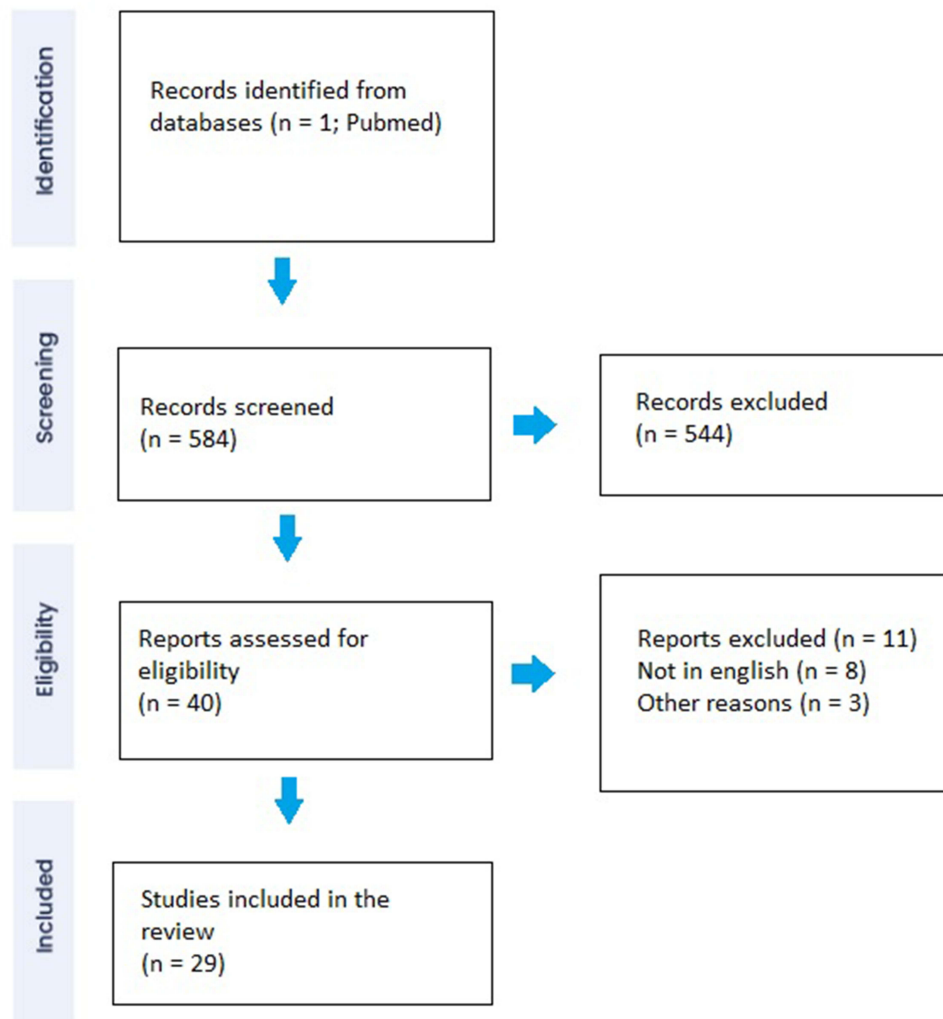 Identification
Records identified from
databases (n = 1; Pubmed)
Screening
Records screened
(n = 584)
Records excluded
(n = 544)
Eligibility
Reports assessed for
eligibility
(n = 40)
Reports excluded (n = 11)
Not in english (n = 8)
Other reasons (n = 3)
Included
Studies included in the
review
(n = 29)